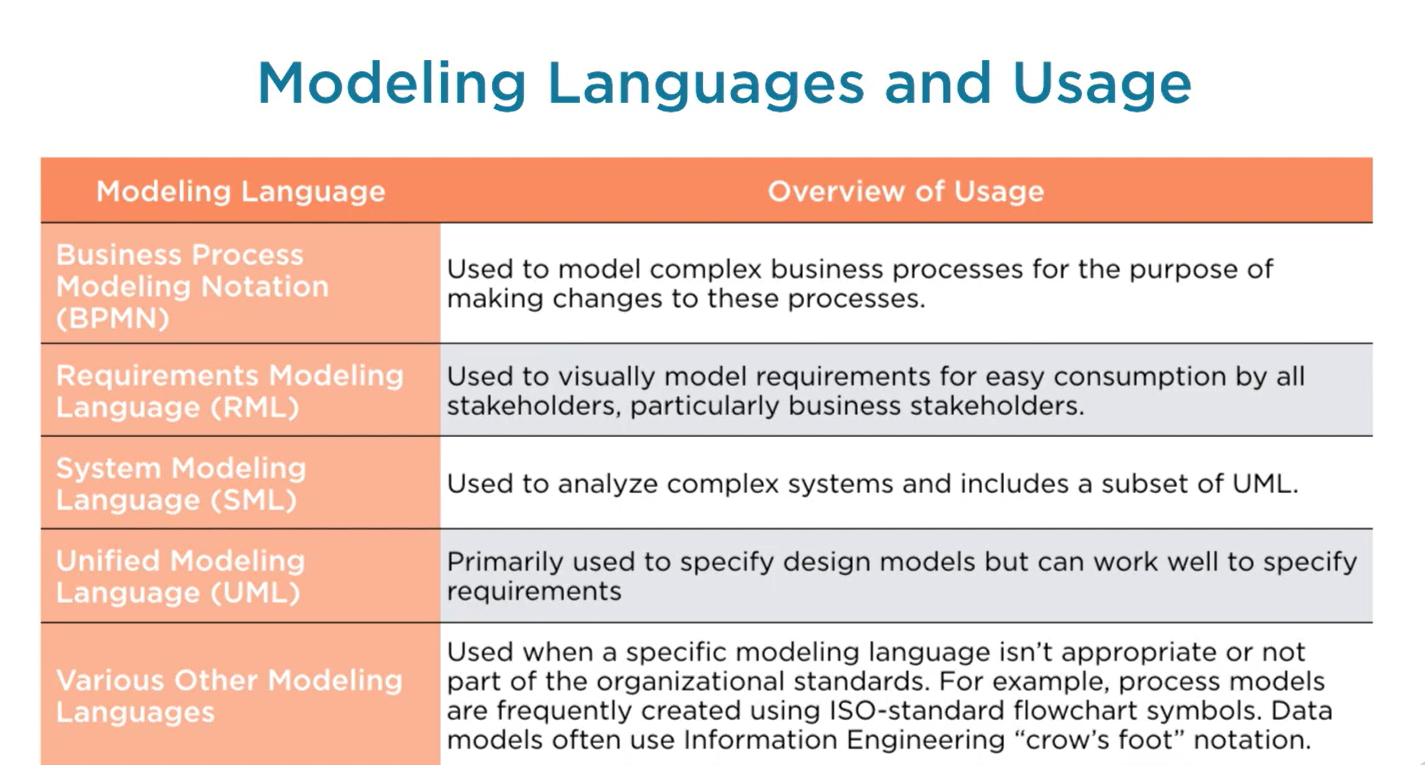 Modeling Languages and Usage
Modeling Language
Overview of Usage
Business Process
Modeling Notation
(BPMN)
Used to model complex business processes for the purpose of
making changes to these processes.
Requirements Modeling
Language (RML)
Used to visually model requirements for easy consumption by all
stakeholders, particularly business stakeholders.
System Modeling
Language (SML)
Used to analyze complex systems and includes a subset of UML.
Unified Modeling
Language (UML)
Primarily used to specify design models but can work well to specify
requirements
Various Other Modeling
Languages
Used when a specific modeling language isn’t appropriate or not
part of the organizational standards. For example, process models
are frequently created using ISO-standard flowchart symbols. Data
models often use Information Engineering “crow’s foot” notation.